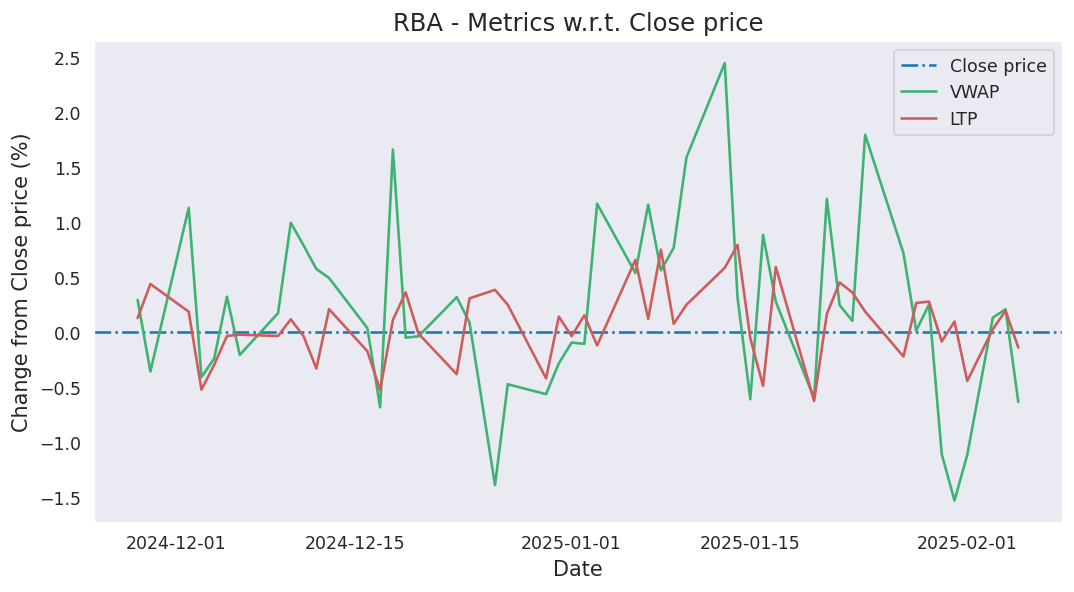 RBA - Metrics w.r.t. Close price
Change from Close price (%)
2.5
2.0
1.5
1.0
0.5
0.0
−0.5
−1.0
−1.5
Close price
VWAP
LTP
2024-12-01
2024-12-15
2025-01-01
2025-01-15
2025-02-01
Date